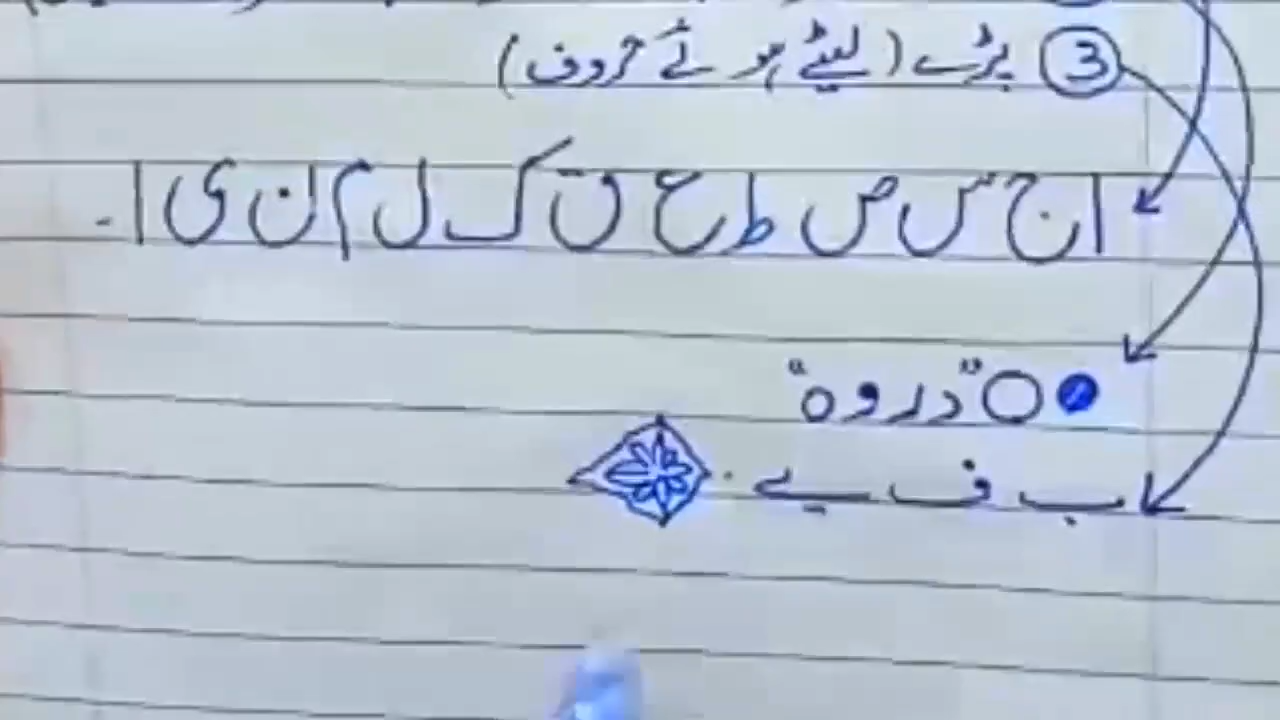 ③ بڑے (لیٹے ہوئے حروف)
ا ج س ص ط ع ق ک ل م ن ی ا۔
"د ر و ہ"
ب ف ے۔